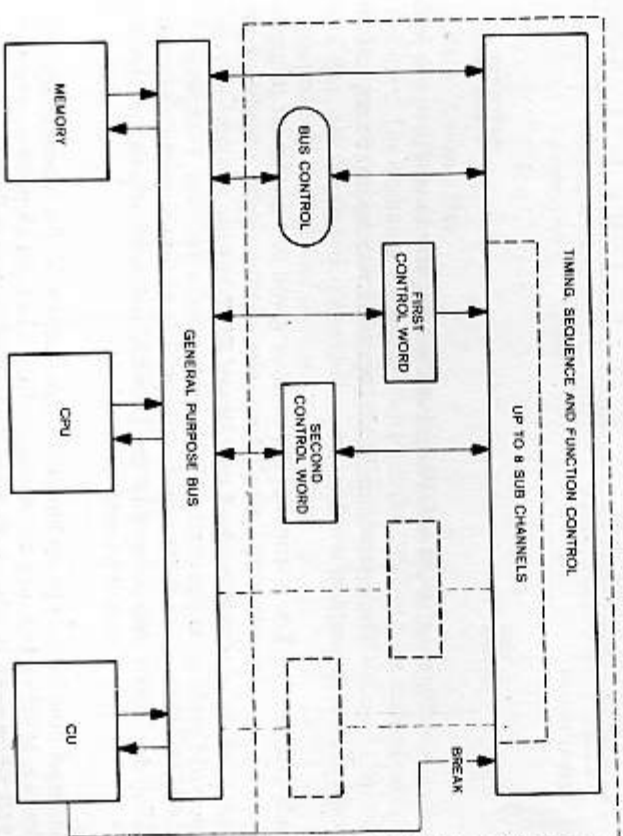 TIMING, SEQUENCE AND FUNCTION CONTROL
UP TO 8 SUB CHANNELS
BREAK
FIRST
CONTROL WORD
BUS CONTROL
SECOND
CONTROL WORD
GENERAL PURPOSE BUS
MEMORY
CPU
CU